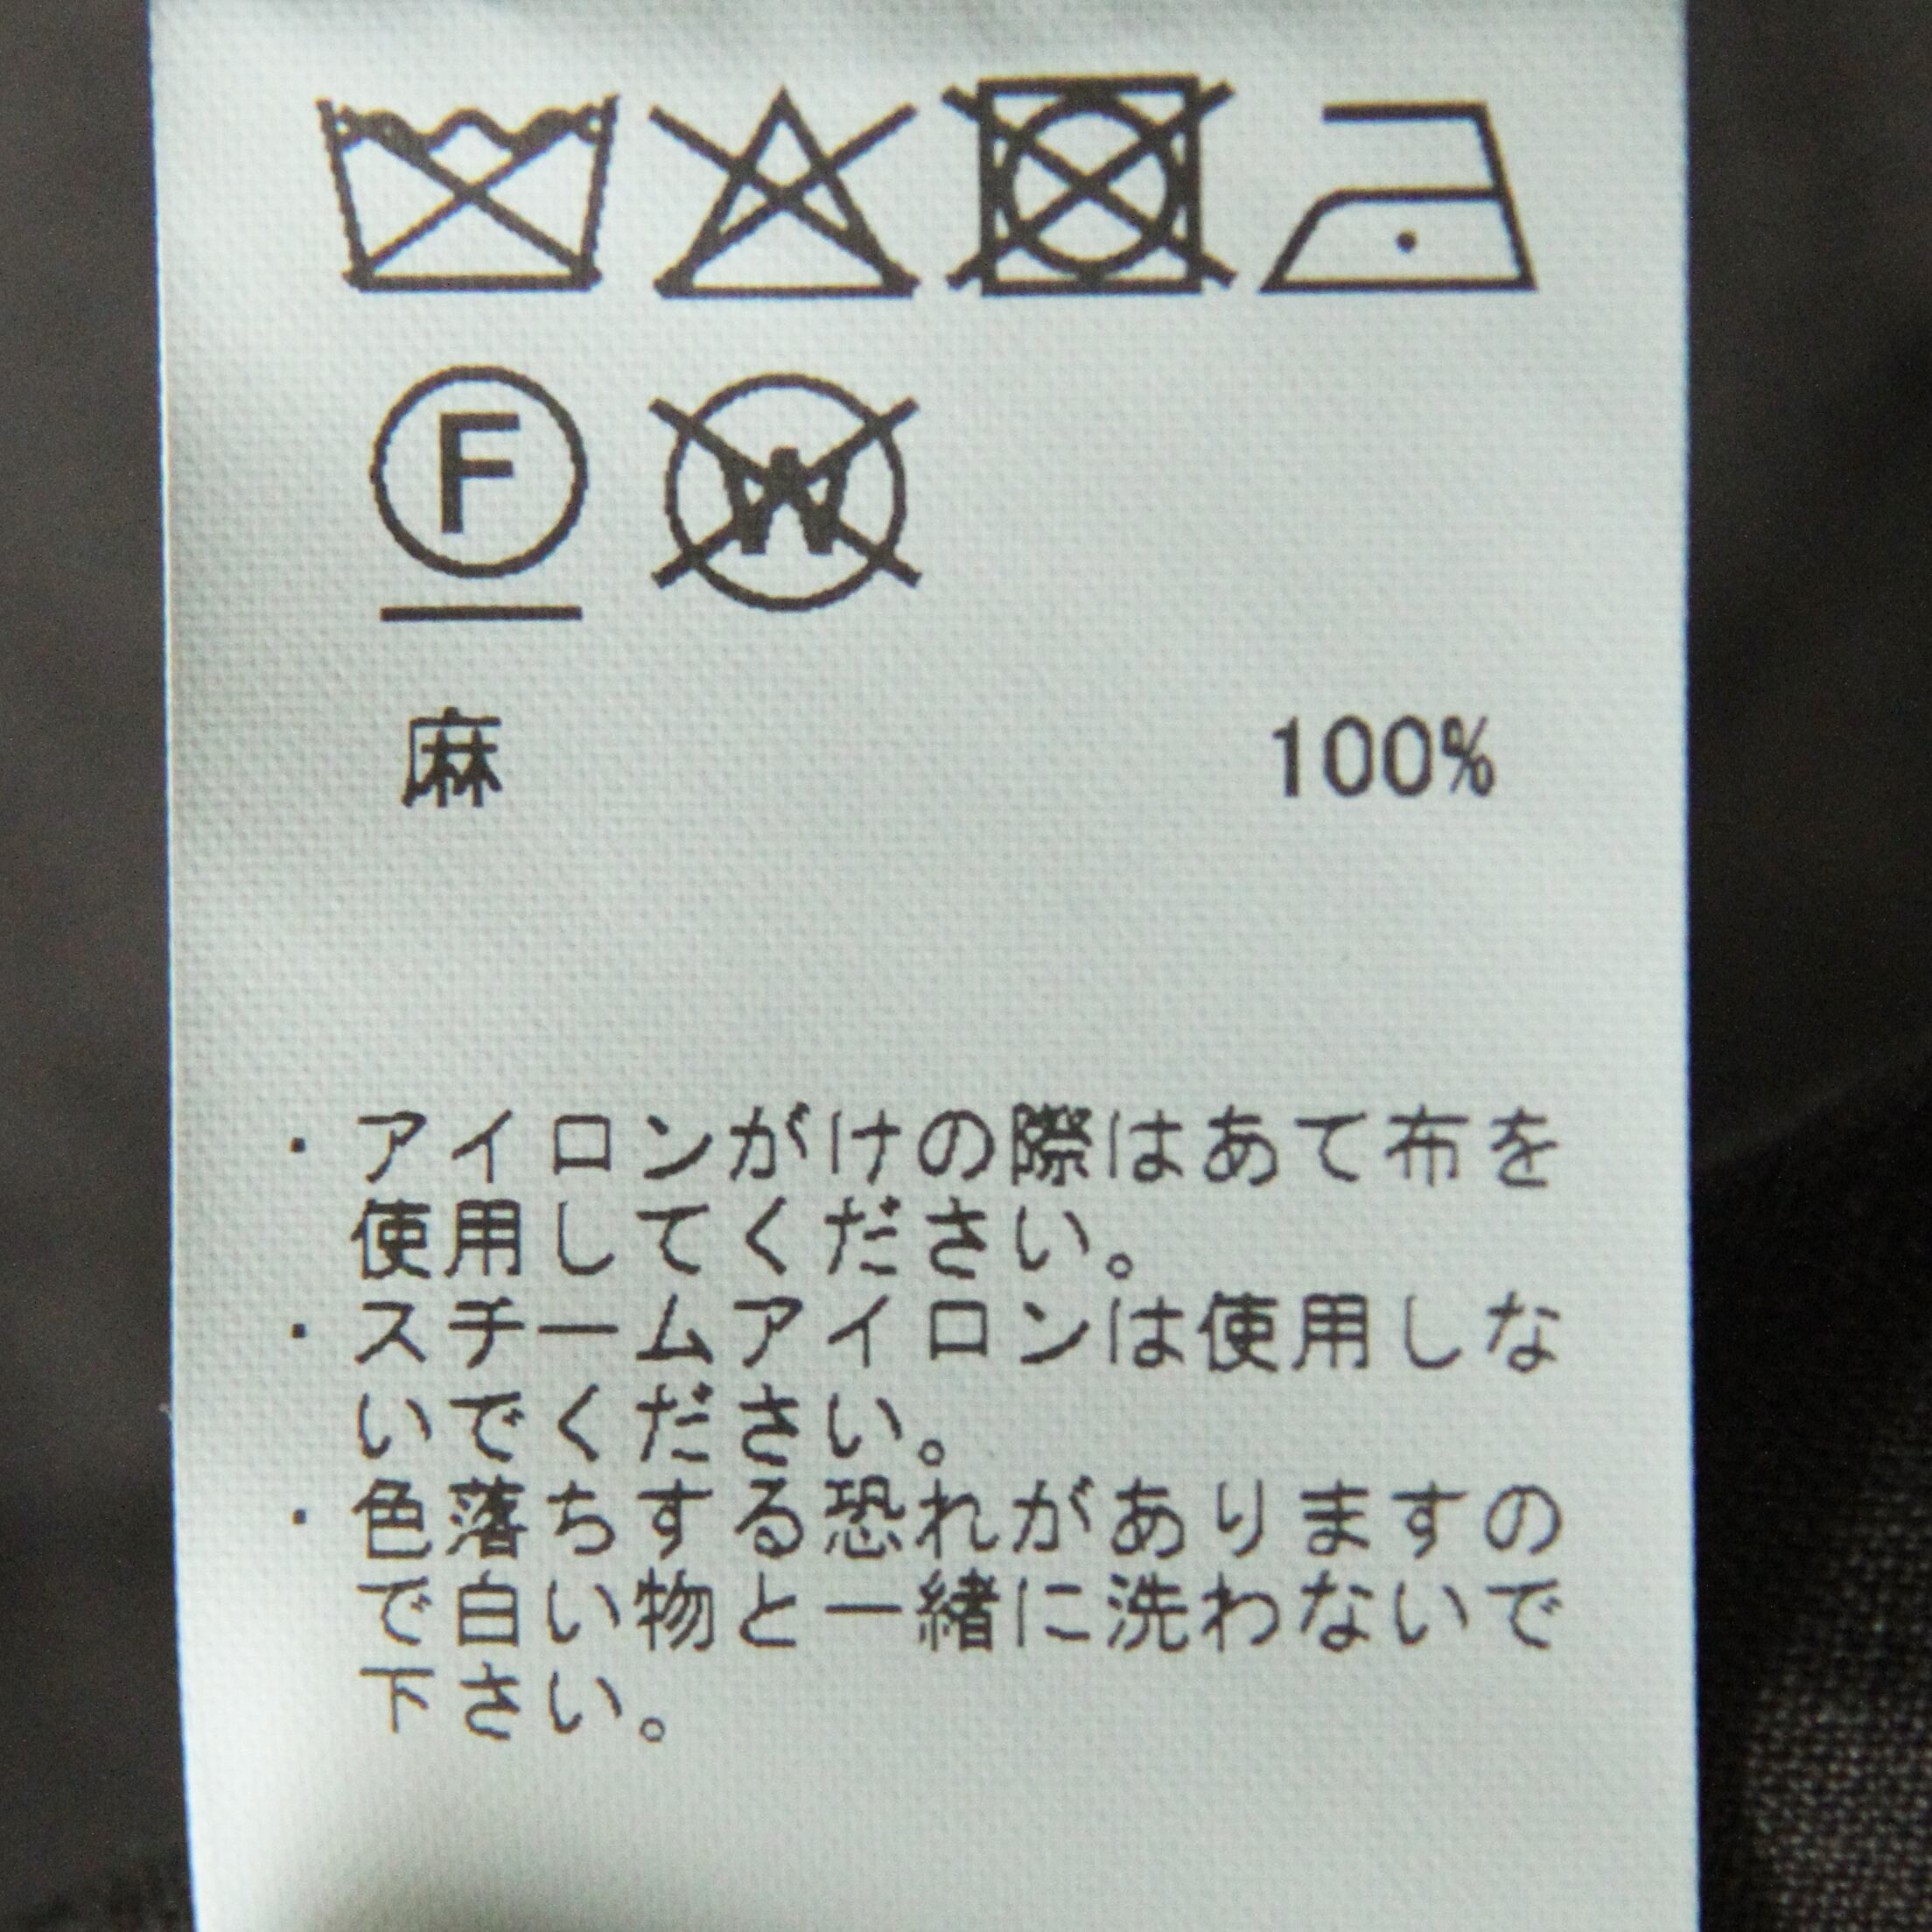 F W
麻 100%
・アイロンがけの際はあて布を
使用してください。
・スチームアイロンは使用しな
いでください。
・色落ちする恐れがありますの
で白い物と一緒に洗わないで
下さい。